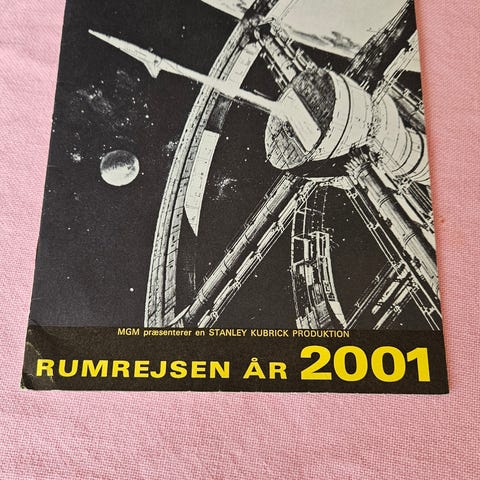 MGM præsenterer en STANLEY KUBRICK PRODUKTION
RUMREJSEN ÅR 2001